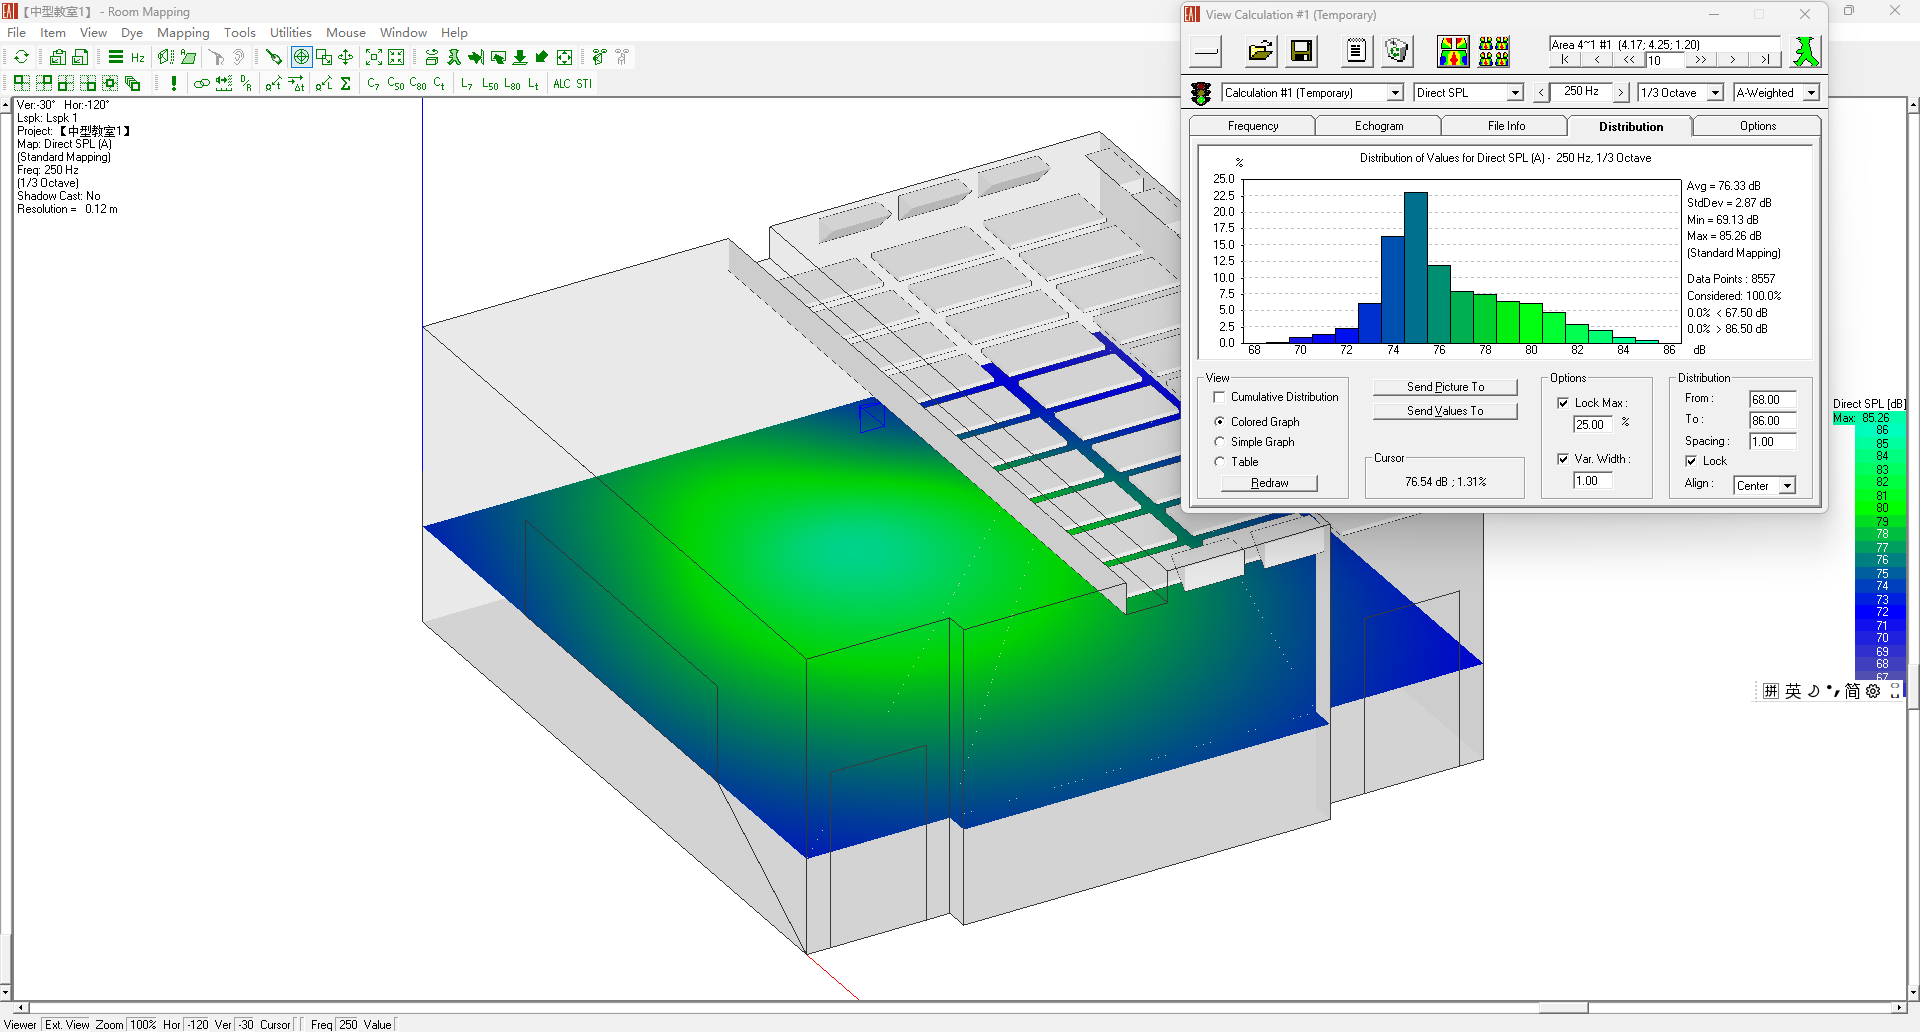 【中型教室1】 - Room Mapping
File Item View Dye Mapping Tools Utilities Mouse Window Help
Hz
C7 C50 C80 Ct L7 L50 L80 Lt ALC STI
Ver:-30° Hor:-120°
Lspk: Lspk 1
Project: 【中型教室1】
Map: Direct SPL (A)
(Standard Mapping)
Freq: 250 Hz
(1/3 Octave)
Shadow Cast: No
Resolution = 0.12 m
View Calculation #1 (Temporary)
Area 4~1 #1 (4.17; 4.25; 1.20)
|< < << 10 >> > >|
Calculation #1 (Temporary) Direct SPL < 250 Hz > 1/3 Octave A-Weighted
Frequency Echogram File Info Distribution Options
Distribution of Values for Direct SPL (A) - 250 Hz, 1/3 Octave
%
25.0
22.5
20.0
17.5
15.0
12.5
10.0
7.5
5.0
2.5
0.0
68 70 72 74 76 78 80 82 84 86 dB
Avg = 76.33 dB
StdDev = 2.87 dB
Min = 69.13 dB
Max = 85.26 dB
(Standard Mapping)
Data Points : 8557
Considered: 100.0%
0.0% < 67.50 dB
0.0% > 86.50 dB
View
Cumulative Distribution
Colored Graph
Simple Graph
Table
Redraw
Send Picture To
Send Values To
Cursor
76.54 dB ; 1.31%
Options
Lock Max :
25.00 %
Var. Width :
1.00
Distribution
From : 68.00
To : 86.00
Spacing : 1.00
Lock
Align : Center
Direct SPL [dB]
Max: 85.26
86
85
84
83
82
81
80
79
78
77
76
75
74
73
72
71
70
69
68
67
拼 英 简
Viewer Ext. View Zoom 100% Hor -120 Ver -30 Cursor Freq 250 Value